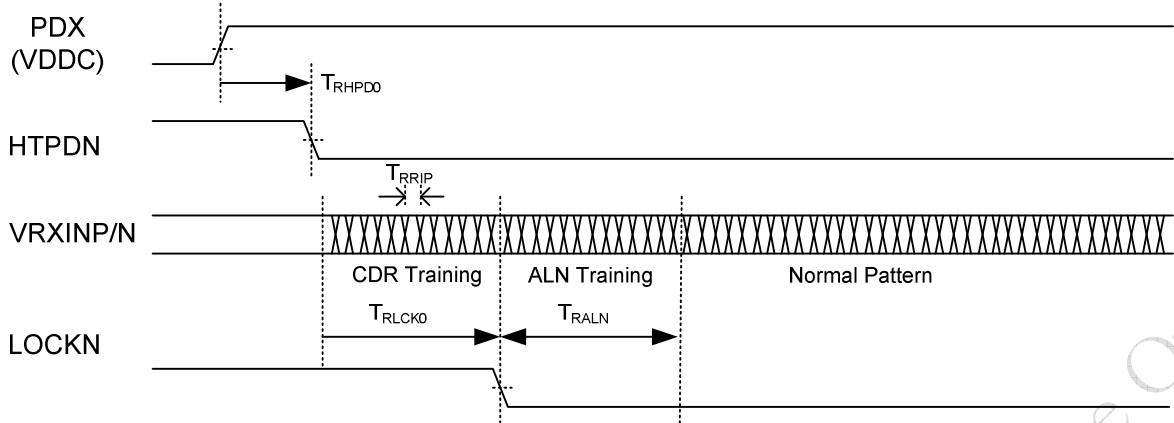 PDX
(VDDC)
TRHPD0
HTPDN
TRRIP
VRXINP/N
CDR Training
ALN Training
Normal Pattern
TRLCK0
TRALN
LOCKN
e C